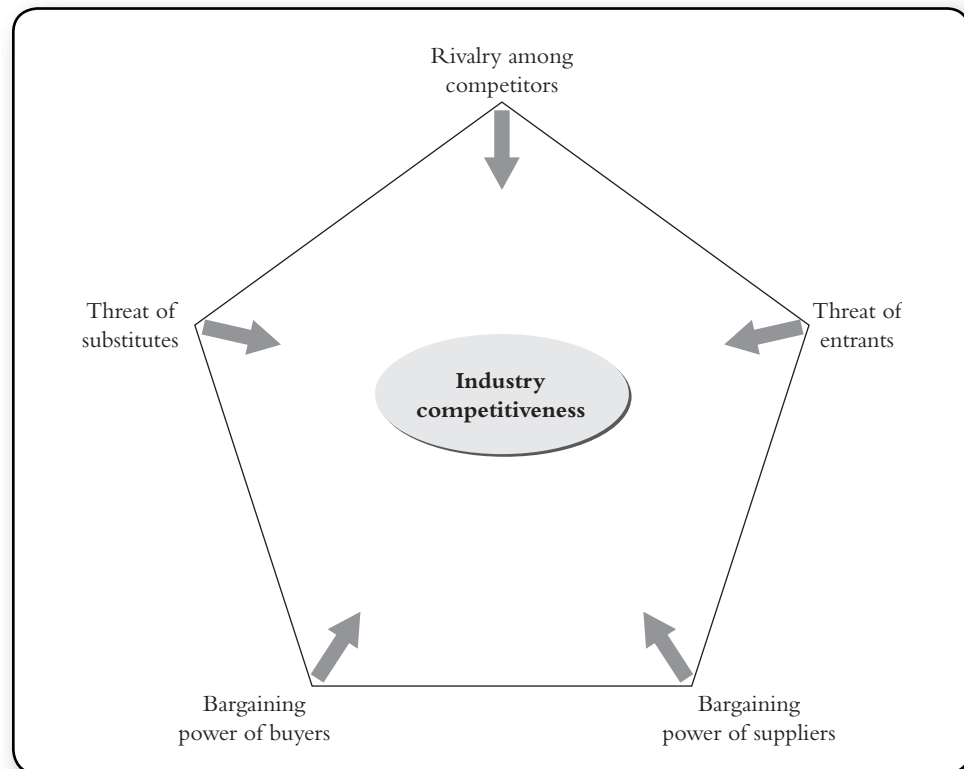 Rivalry among
competitors
Threat of
substitutes
Threat of
entrants
Industry
competitiveness
Bargaining
power of buyers
Bargaining
power of suppliers